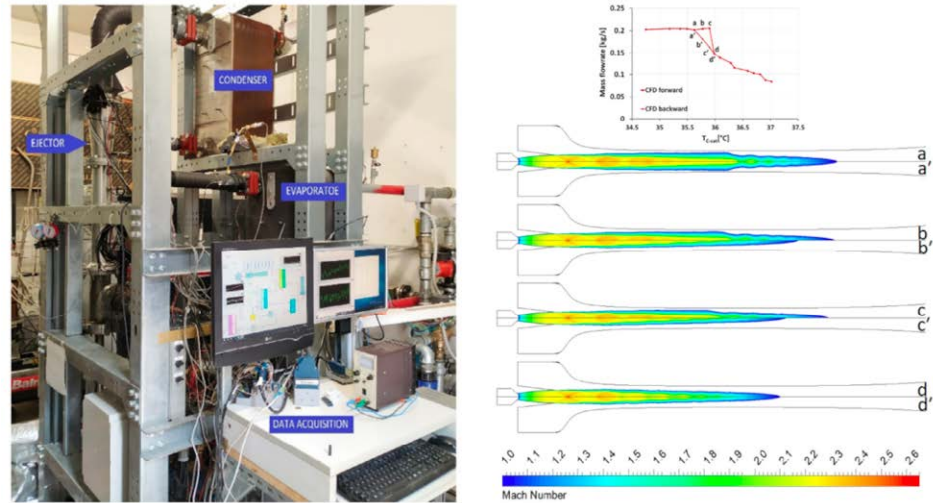 CONDENSER
EJECTOR
EVAPORATOE
DATA ACQUISITION
Mass flowrate [kg/s]
0.25
0.2
0.15
0.1
0.05
0
a b c
a'
b'
c'
d
d'
CFD forward
CFD backward
34.5 35 35.5 36 36.5 37 37.5
[°C]
a
a'
b
b'
c
c'
d
d'
1.0 1.1 1.2 1.3 1.4 1.5 1.6 1.7 1.8 1.9 2.0 2.1 2.2 2.3 2.4 2.5 2.6
Mach Number